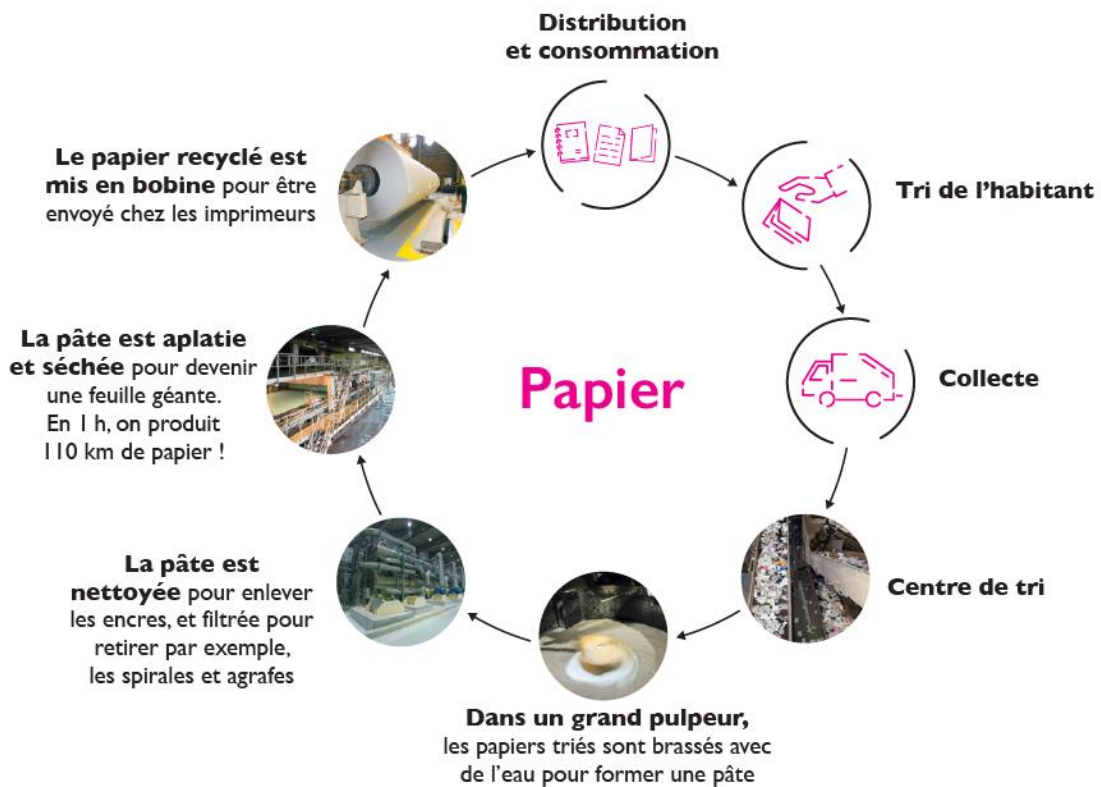 Distribution
et consommation
Tri de l'habitant
Collecte
Centre de tri
Dans un grand pulpeur,
les papiers triés sont brassés avec
de l'eau pour former une pâte
La pâte est
nettoyée pour enlever
les encres, et filtrée pour
retirer par exemple,
les spirales et agrafes
La pâte est aplatie
et séchée pour devenir
une feuille géante.
En 1 h, on produit
110 km de papier !
Le papier recyclé est
mis en bobine pour être
envoyé chez les imprimeurs
Papier